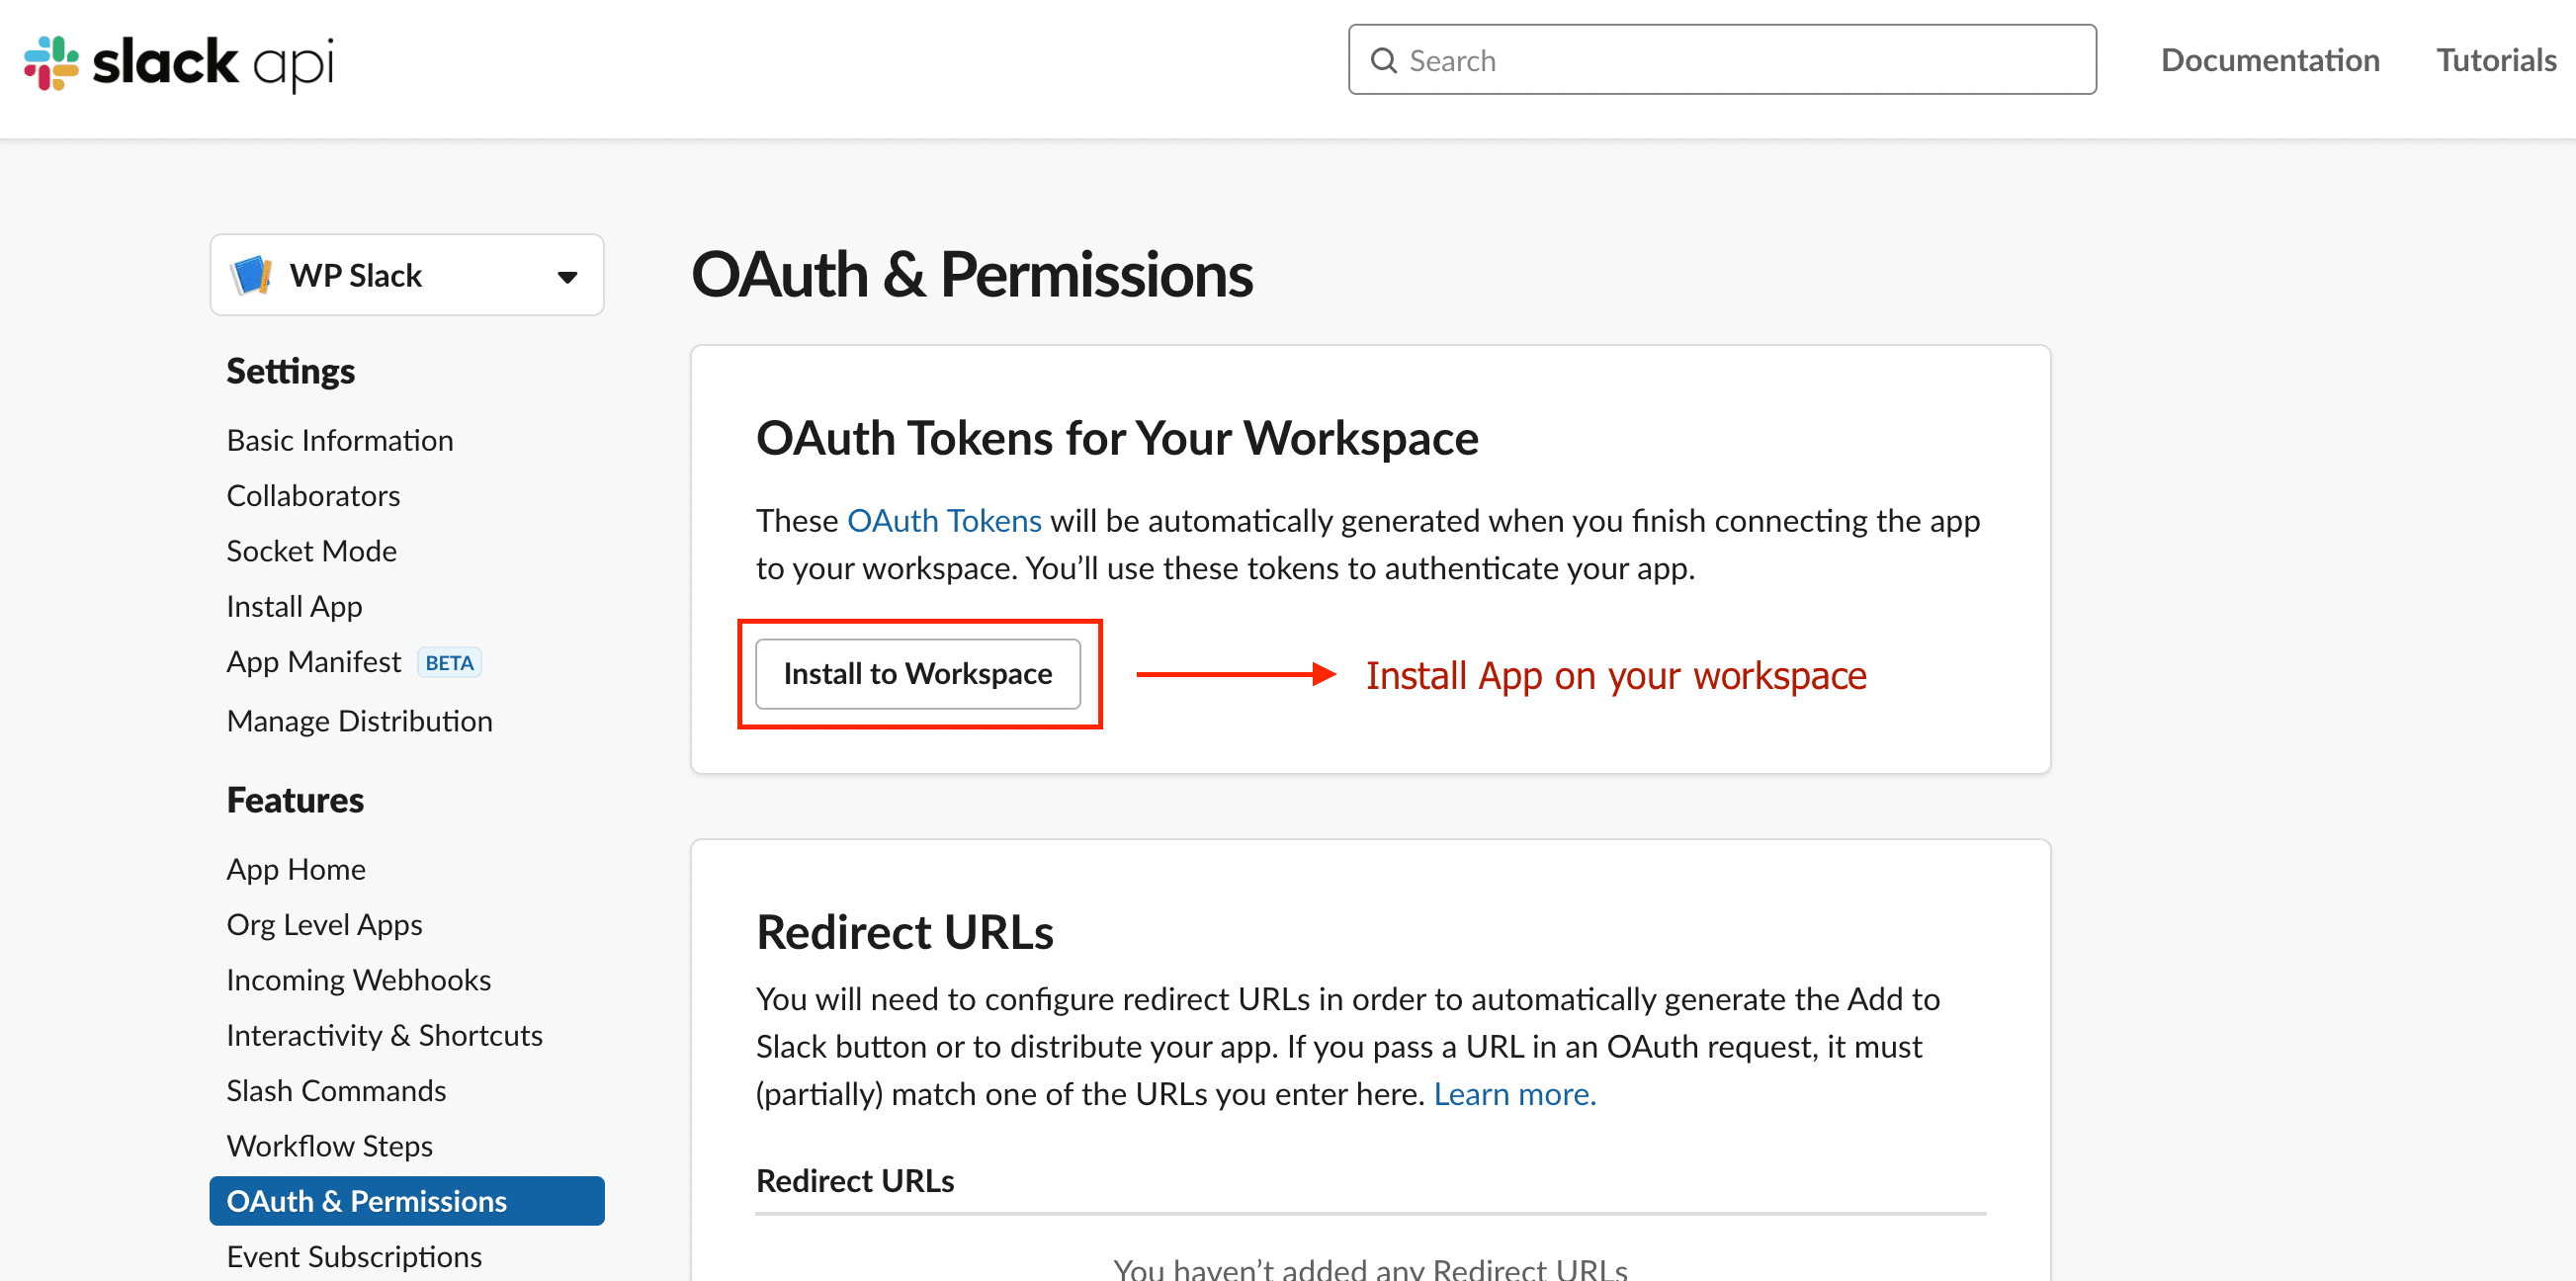 slack api
Search
Documentation
Tutorials
WP Slack
Settings
Basic Information
Collaborators
Socket Mode
Install App
App Manifest BETA
Manage Distribution
Features
App Home
Org Level Apps
Incoming Webhooks
Interactivity & Shortcuts
Slash Commands
Workflow Steps
OAuth & Permissions
Event Subscriptions
OAuth & Permissions
OAuth Tokens for Your Workspace
These OAuth Tokens will be automatically generated when you finish connecting the app
to your workspace. You’ll use these tokens to authenticate your app.
Install to Workspace
Install App on your workspace
Redirect URLs
You will need to configure redirect URLs in order to automatically generate the Add to
Slack button or to distribute your app. If you pass a URL in an OAuth request, it must
(partially) match one of the URLs you enter here. Learn more.
Redirect URLs
You haven’t added any Redirect URLs